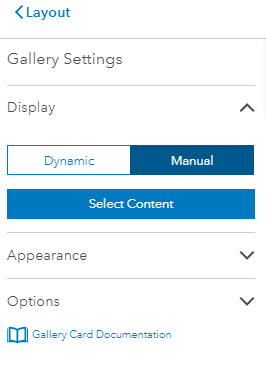 Layout
Gallery Settings
Display
Dynamic Manual
Select Content
Appearance
Options
Gallery Card Documentation